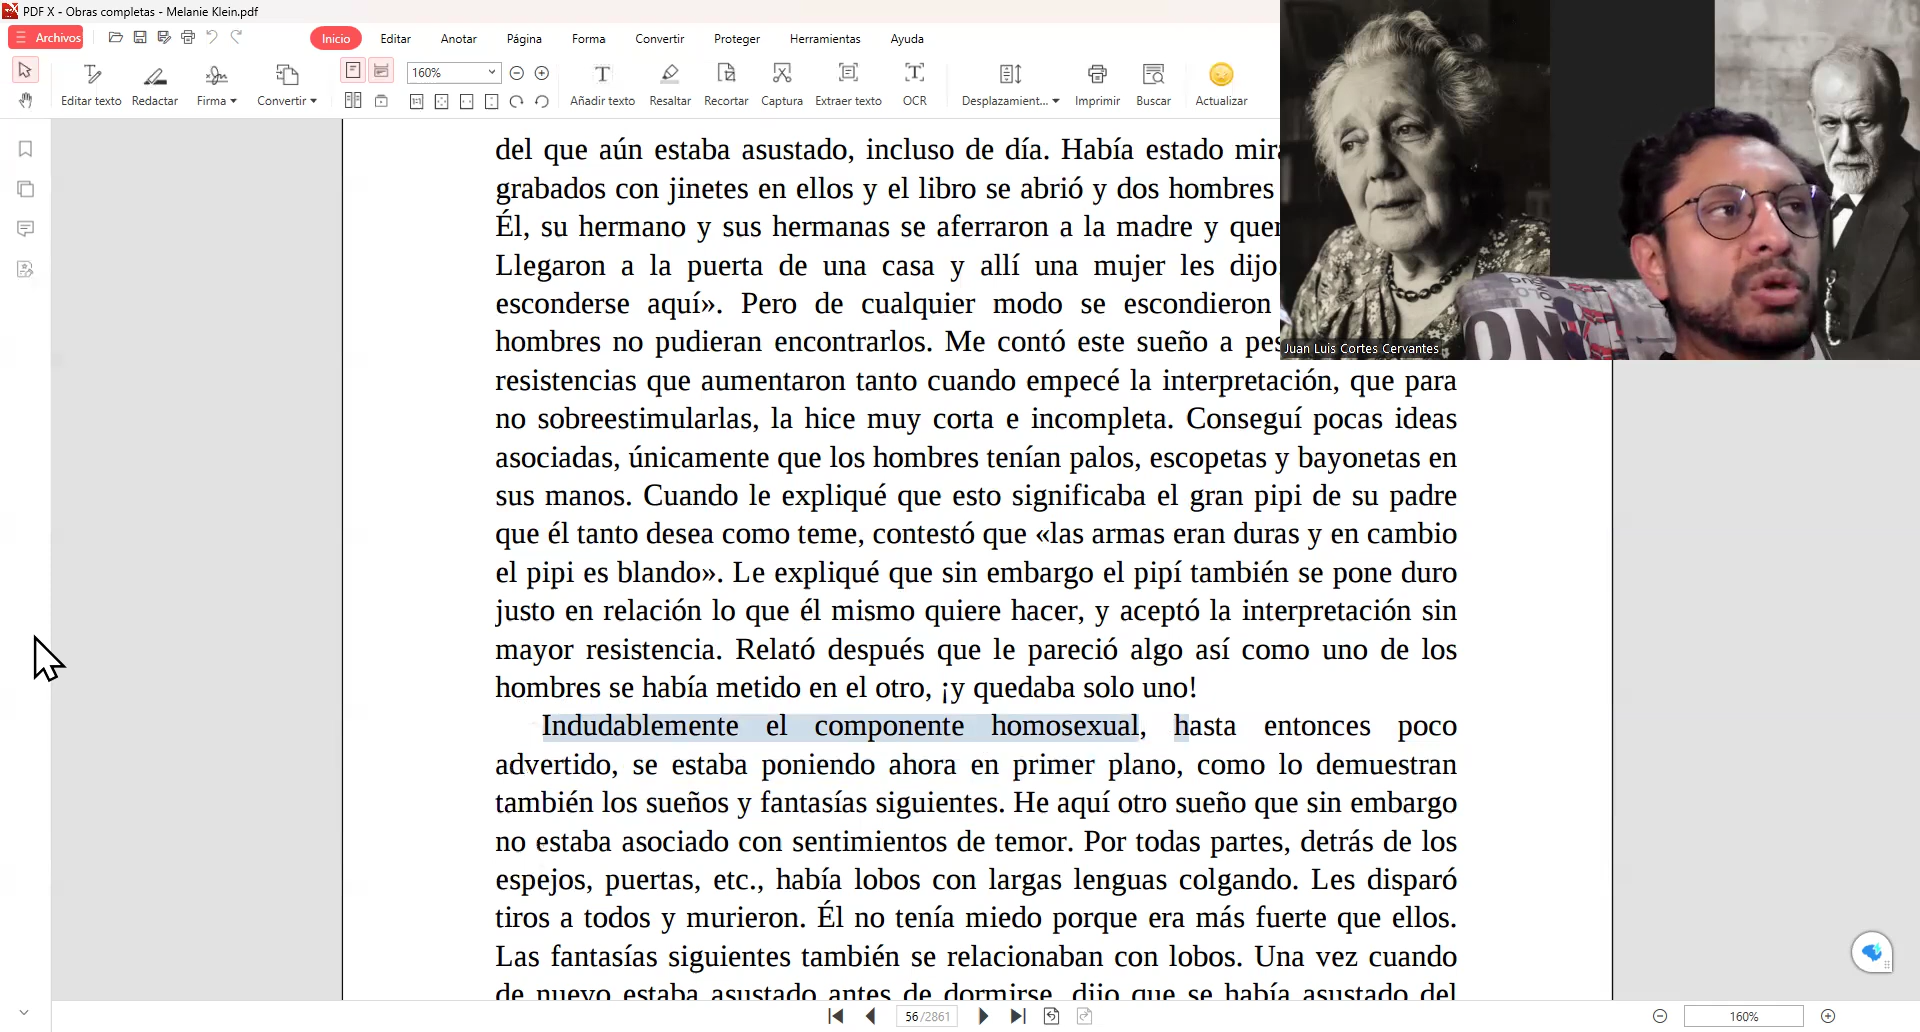 PDF X - Obras completas - Melanie Klein.pdf
Archivos
Inicio
Editar
Anotar
Página
Forma
Convertir
Proteger
Herramientas
Ayuda
160%
Editar texto
Redactar
Firma
Convertir
Añadir texto
Resaltar
Recortar
Captura
Extraer texto
OCR
Desplazamient...
Imprimir
Buscar
Actualizar
del que aún estaba asustado, incluso de día. Había estado
grabados con jinetes en ellos y el libro se abrió y dos hombres
Él, su hermano y sus hermanas se aferraron a la madre y
Llegaron a la puerta de una casa y allí una mujer les dijo
esconderse aquí». Pero de cualquier modo se escondieron
hombres no pudieran encontrarlos. Me contó este sueño a
resistencias que aumentaron tanto cuando empecé la interpretación, que para
no sobreestimularlas, la hice muy corta e incompleta. Conseguí pocas ideas
asociadas, únicamente que los hombres tenían palos, escopetas y bayonetas en
sus manos. Cuando le expliqué que esto significaba el gran pipi de su padre
que él tanto desea como teme, contestó que «las armas eran duras y en cambio
el pipi es blando». Le expliqué que sin embargo el pipí también se pone duro
justo en relación lo que él mismo quiere hacer, y aceptó la interpretación sin
mayor resistencia. Relató después que le pareció algo así como uno de los
hombres se había metido en el otro, ¡y quedaba solo uno!
Indudablemente el componente homosexual, hasta entonces poco
advertido, se estaba poniendo ahora en primer plano, como lo demuestran
también los sueños y fantasías siguientes. He aquí otro sueño que sin embargo
no estaba asociado con sentimientos de temor. Por todas partes, detrás de los
espejos, puertas, etc., había lobos con largas lenguas colgando. Les disparó
tiros a todos y murieron. Él no tenía miedo porque era más fuerte que ellos.
Las fantasías siguientes también se relacionaban con lobos. Una vez cuando
de nuevo estaba asustado antes de dormirse, dijo que se había asustado del
Juan Luis Cortes Cervantes
56 /2861
160%